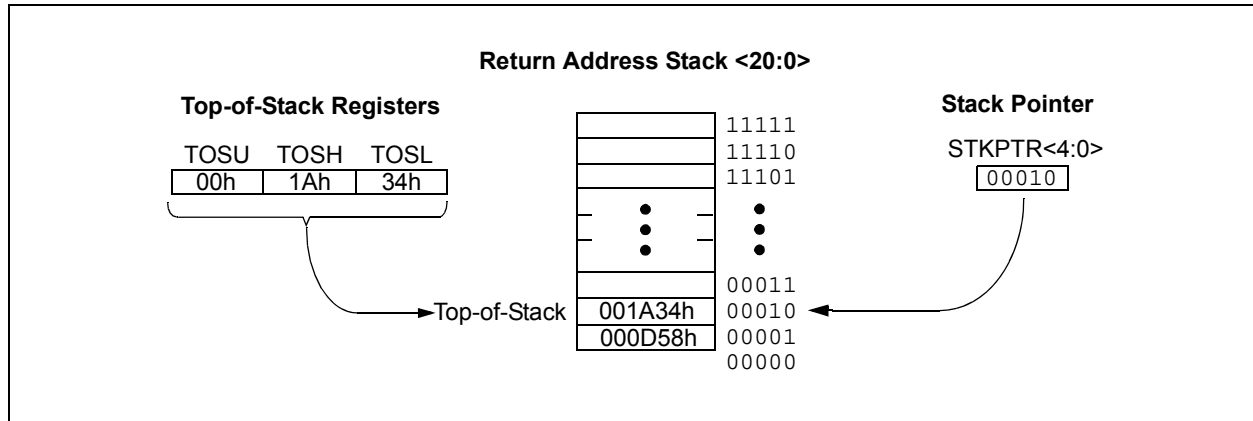 Return Address Stack <20:0>
Top-of-Stack Registers
Stack Pointer
TOSU TOSH TOSL
STKPTR<4:0>
00h 1Ah 34h
00010
11111
11110
11101
00011
Top-of-Stack 001A34h 00010
000D58h 00001
00000